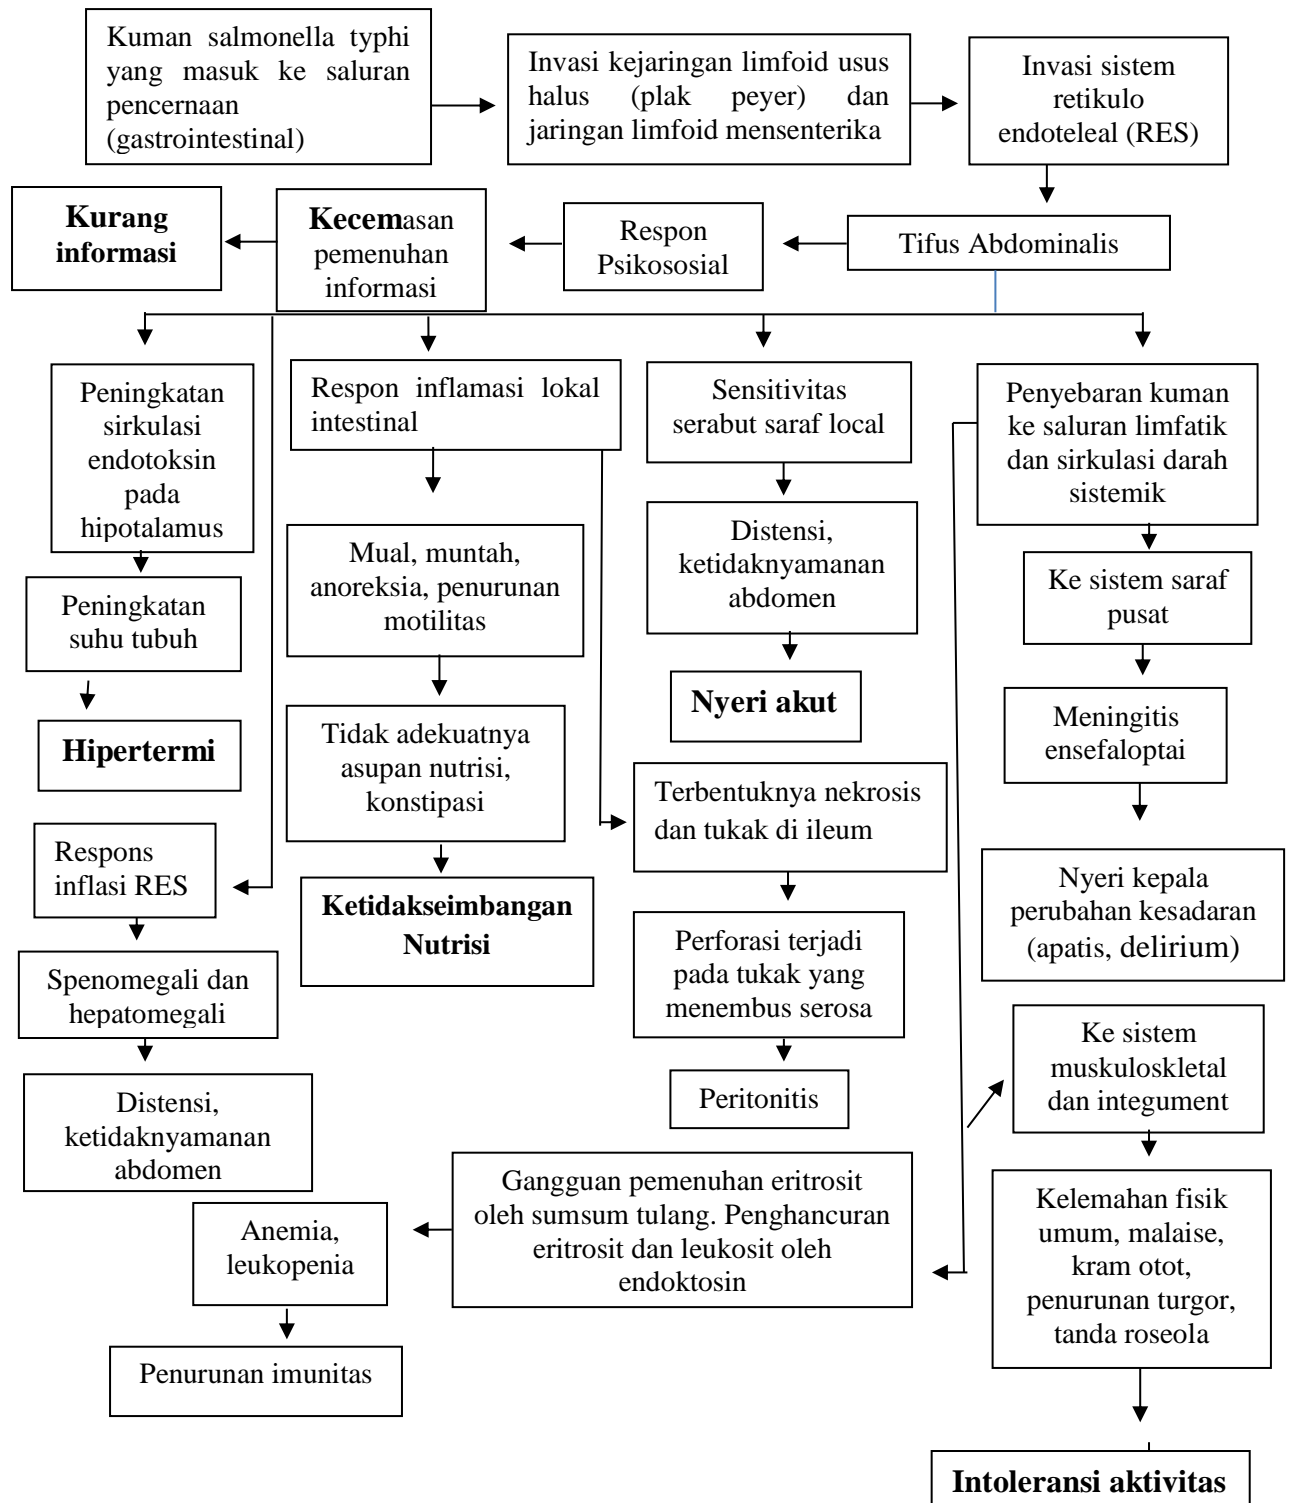 Kuman salmonella typhi
yang masuk ke saluran
pencernaan
(gastrointestinal)
Invasi kejaringan limfoid usus
halus (plak peyer) dan
jaringan limfoid mensenterika
Invasi sistem
retikulo
endoteleal (RES)
Kurang
informasi
Kecemasan
pemenuhan
informasi
Respon
Psikososial
Tifus Abdominalis
Peningkatan
sirkulasi
endotoksin
pada
hipotalamus
Respon inflamasi lokal
intestinal
Sensitivitas
serabut saraf local
Penyebaran kuman
ke saluran limfatik
dan sirkulasi darah
sistemik
Mual, muntah,
anoreksia, penurunan
motilitas
Distensi,
ketidaknyamanan
abdomen
Ke sistem saraf
pusat
Peningkatan
suhu tubuh
Nyeri akut
Meningitis
ensefaloptai
Hipertermi
Tidak adekuatnya
asupan nutrisi,
konstipasi
Terbentuknya nekrosis
dan tukak di ileum
Respons
inflasi RES
Ketidakseimbangan
Nutrisi
Nyeri kepala
perubahan kesadaran
(apatis, delirium)
Perforasi terjadi
pada tukak yang
menembus serosa
Spenomegali dan
hepatomegali
Ke sistem
muskuloskletal
dan integument
Peritonitis
Distensi,
ketidaknyamanan
abdomen
Gangguan pemenuhan eritrosit
oleh sumsum tulang. Penghancuran
eritrosit dan leukosit oleh
endoktosin
Kelemahan fisik
umum, malaise,
kram otot,
penurunan turgor,
tanda roseola
Anemia,
leukopenia
Penurunan imunitas
Intoleransi aktivitas